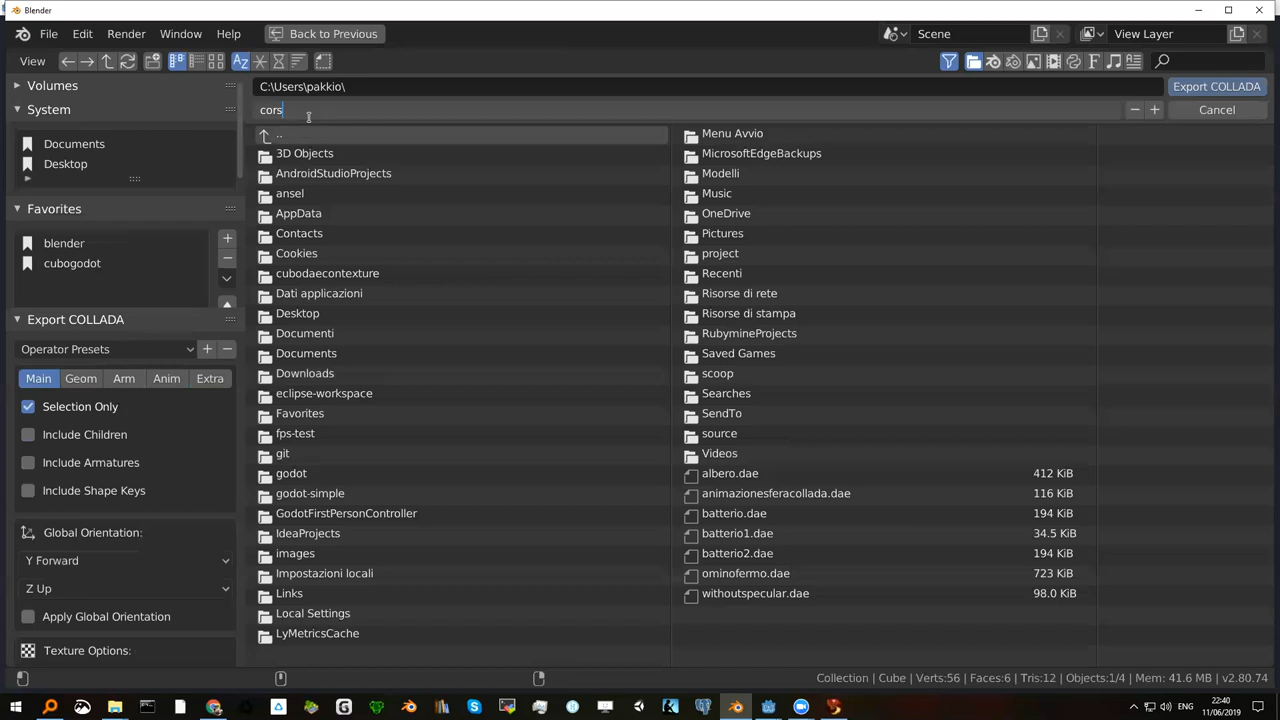 Blender
File Edit Render Window Help Back to Previous Scene View Layer
View
Volumes
System
Documents
Desktop
Favorites
blender
cubogodot
Export COLLADA
Operator Presets
Main Geom Arm Anim Extra
Selection Only
Include Children
Include Armatures
Include Shape Keys
Global Orientation:
Y Forward
Z Up
Apply Global Orientation
Texture Options:
C:\Users\pakkio\ Export COLLADA
cors Cancel
..
3D Objects
AndroidStudioProjects
ansel
AppData
Contacts
Cookies
cubodaecontexture
Dati applicazioni
Desktop
Documenti
Documents
Downloads
eclipse-workspace
Favorites
fps-test
git
godot
godot-simple
GodotFirstPersonController
IdeaProjects
images
Impostazioni locali
Links
Local Settings
LyMetricsCache
Menu Avvio
MicrosoftEdgeBackups
Modelli
Music
OneDrive
Pictures
project
Recenti
Risorse di rete
Risorse di stampa
RubymineProjects
Saved Games
scoop
Searches
SendTo
source
Videos
albero.dae 412 KiB
animazionesferacollada.dae 116 KiB
batterio.dae 194 KiB
batterio1.dae 34.5 KiB
batterio2.dae 194 KiB
ominofermo.dae 723 KiB
withoutspecular.dae 98.0 KiB
Collection | Cube | Verts:56 | Faces:6 | Tris:12 | Objects:1/4 | Mem: 41.6 MB | v2.80.74
ENG
22:40
11/06/2019